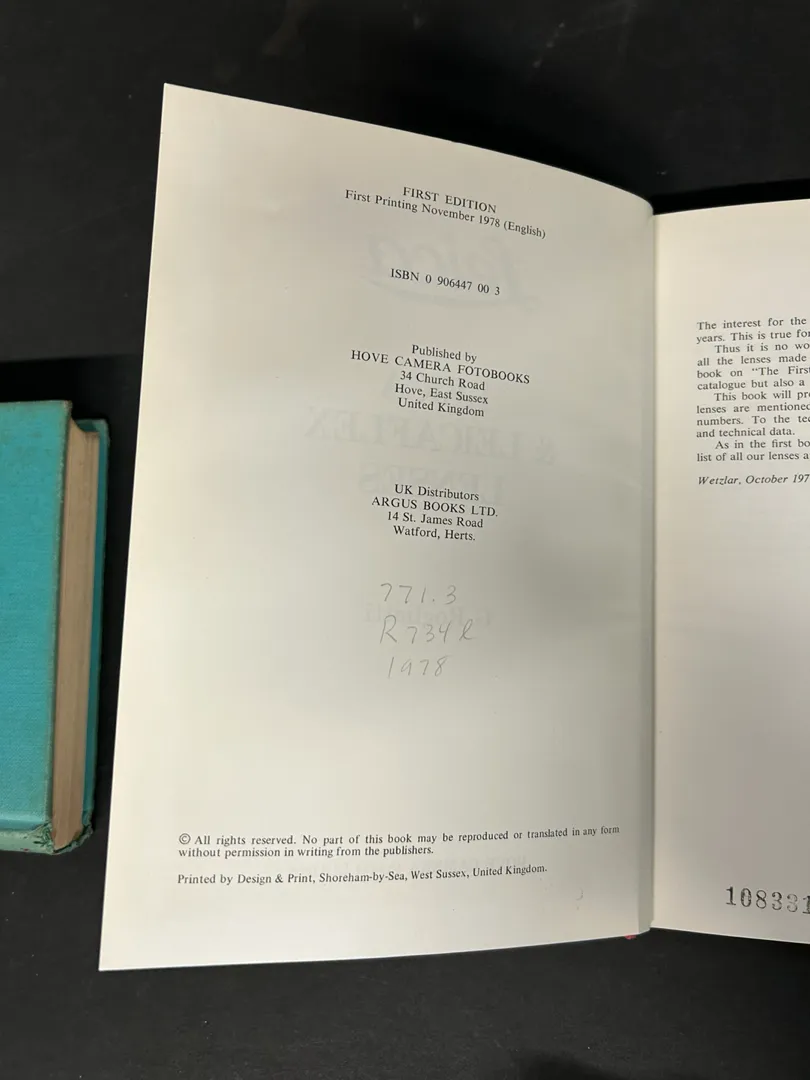 FIRST EDITION
First Printing November 1978 (English)
ISBN 0 906447 00 3
Published by
HOVE CAMERA FOTOBOOKS
34 Church Road
Hove, East Sussex
United Kingdom
UK Distributors
ARGUS BOOKS LTD.
14 St. James Road
Watford, Herts.
771.3
R734l
1978
© All rights reserved. No part of this book may be reproduced or translated in any form
without permission in writing from the publishers.
Printed by Design & Print, Shoreham-by-Sea, West Sussex, United Kingdom.
The interest for the
years. This is true for
Thus it is no
all the lenses made
book on "The First
catalogue but also a
This book will
lenses are mentioned
numbers. To the
and technical data.
As in the first
list of all our lenses
Wetzlar, October